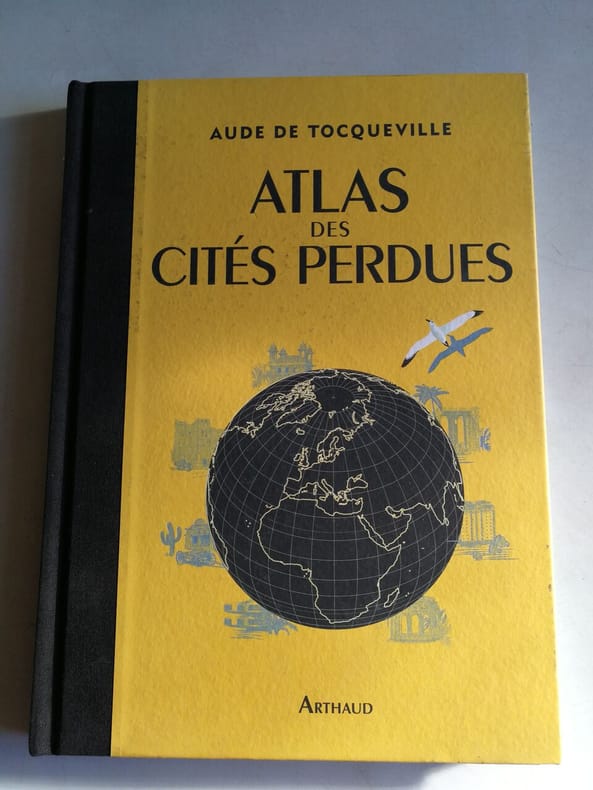 AUDE DE TOCQUEVILLE
ATLAS
DES
CITÉS PERDUES
ARTHAUD